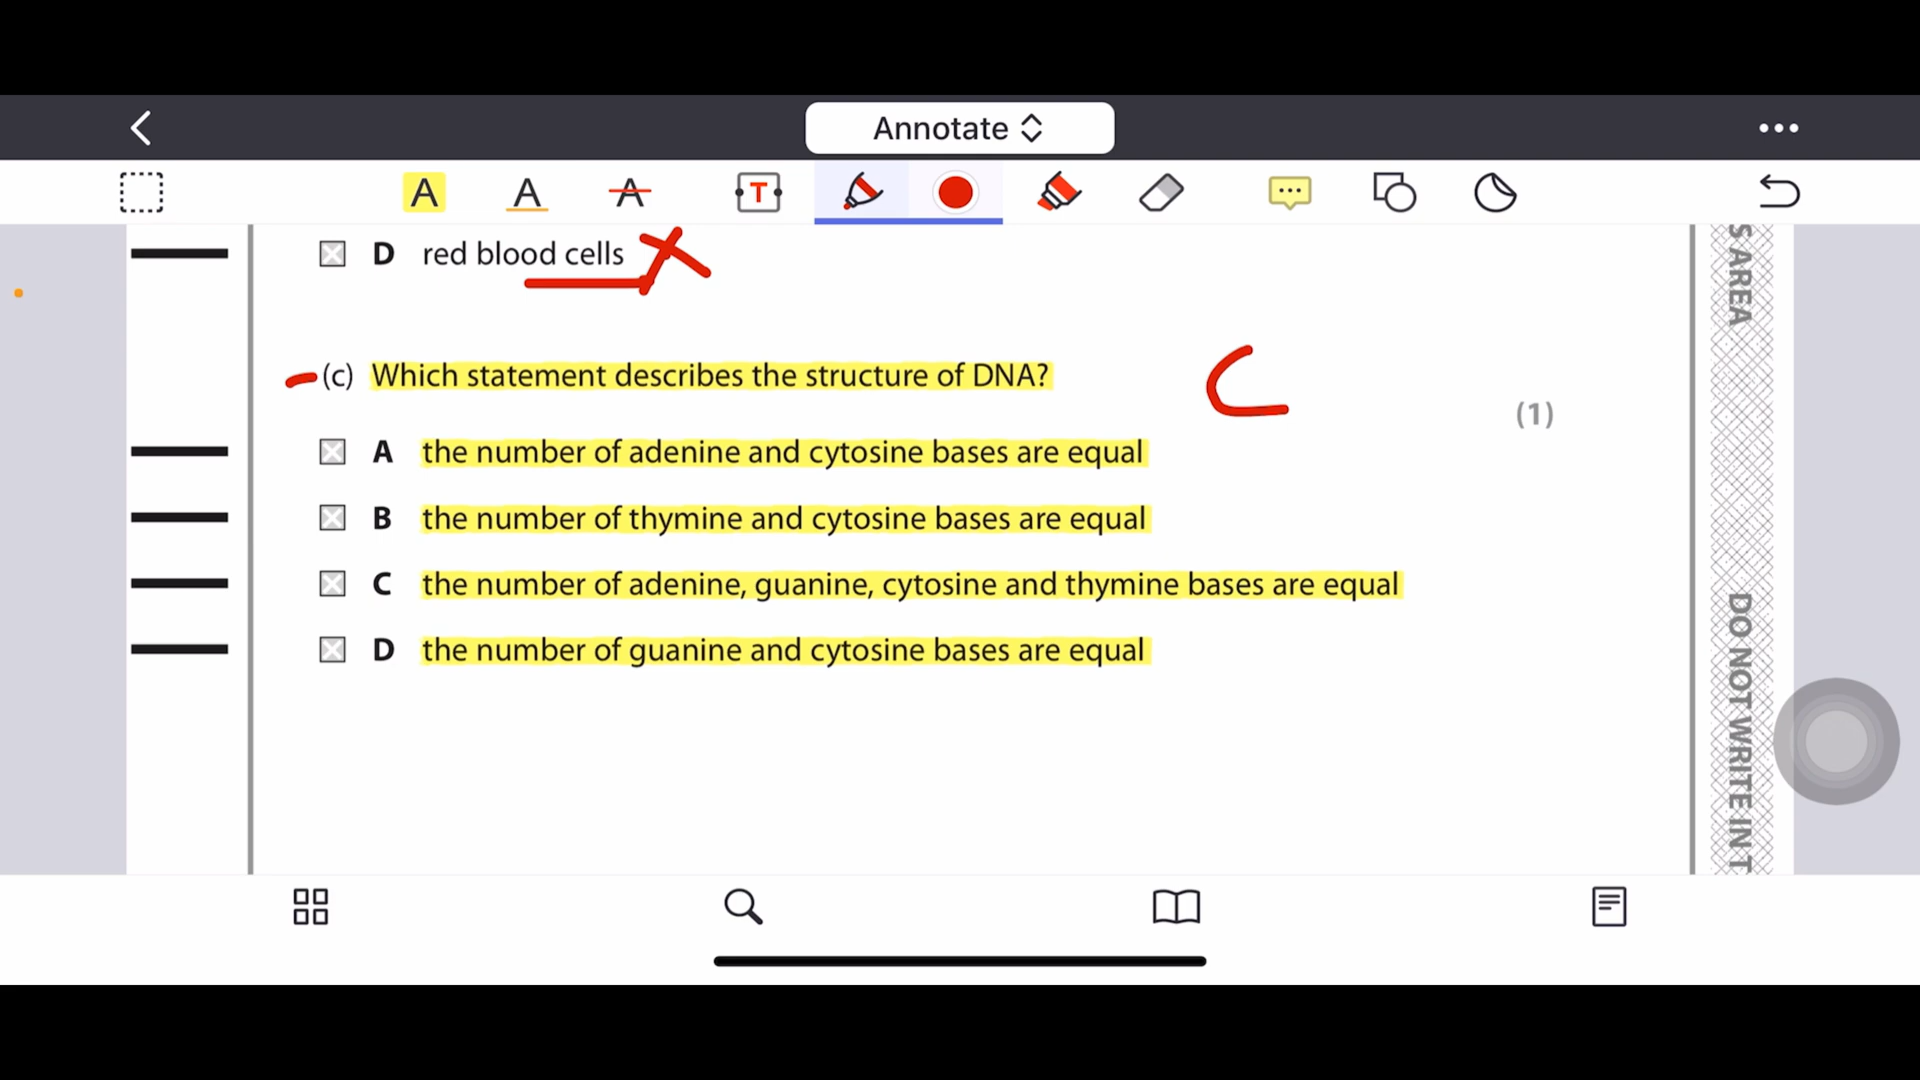 Annotate
A A A T
D red blood cells
(c) Which statement describes the structure of DNA?
C
(1)
A the number of adenine and cytosine bases are equal
B the number of thymine and cytosine bases are equal
C the number of adenine, guanine, cytosine and thymine bases are equal
D the number of guanine and cytosine bases are equal
S AREA
DO NOT WRITE IN T